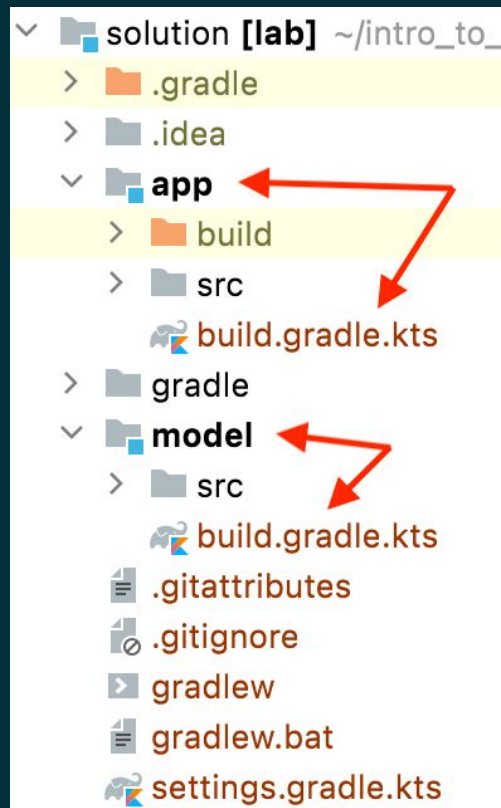 solution [lab] ~/intro_to_
.gradle
.idea
app
build
src
build.gradle.kts
gradle
model
src
build.gradle.kts
.gitattributes
.gitignore
gradlew
gradlew.bat
settings.gradle.kts